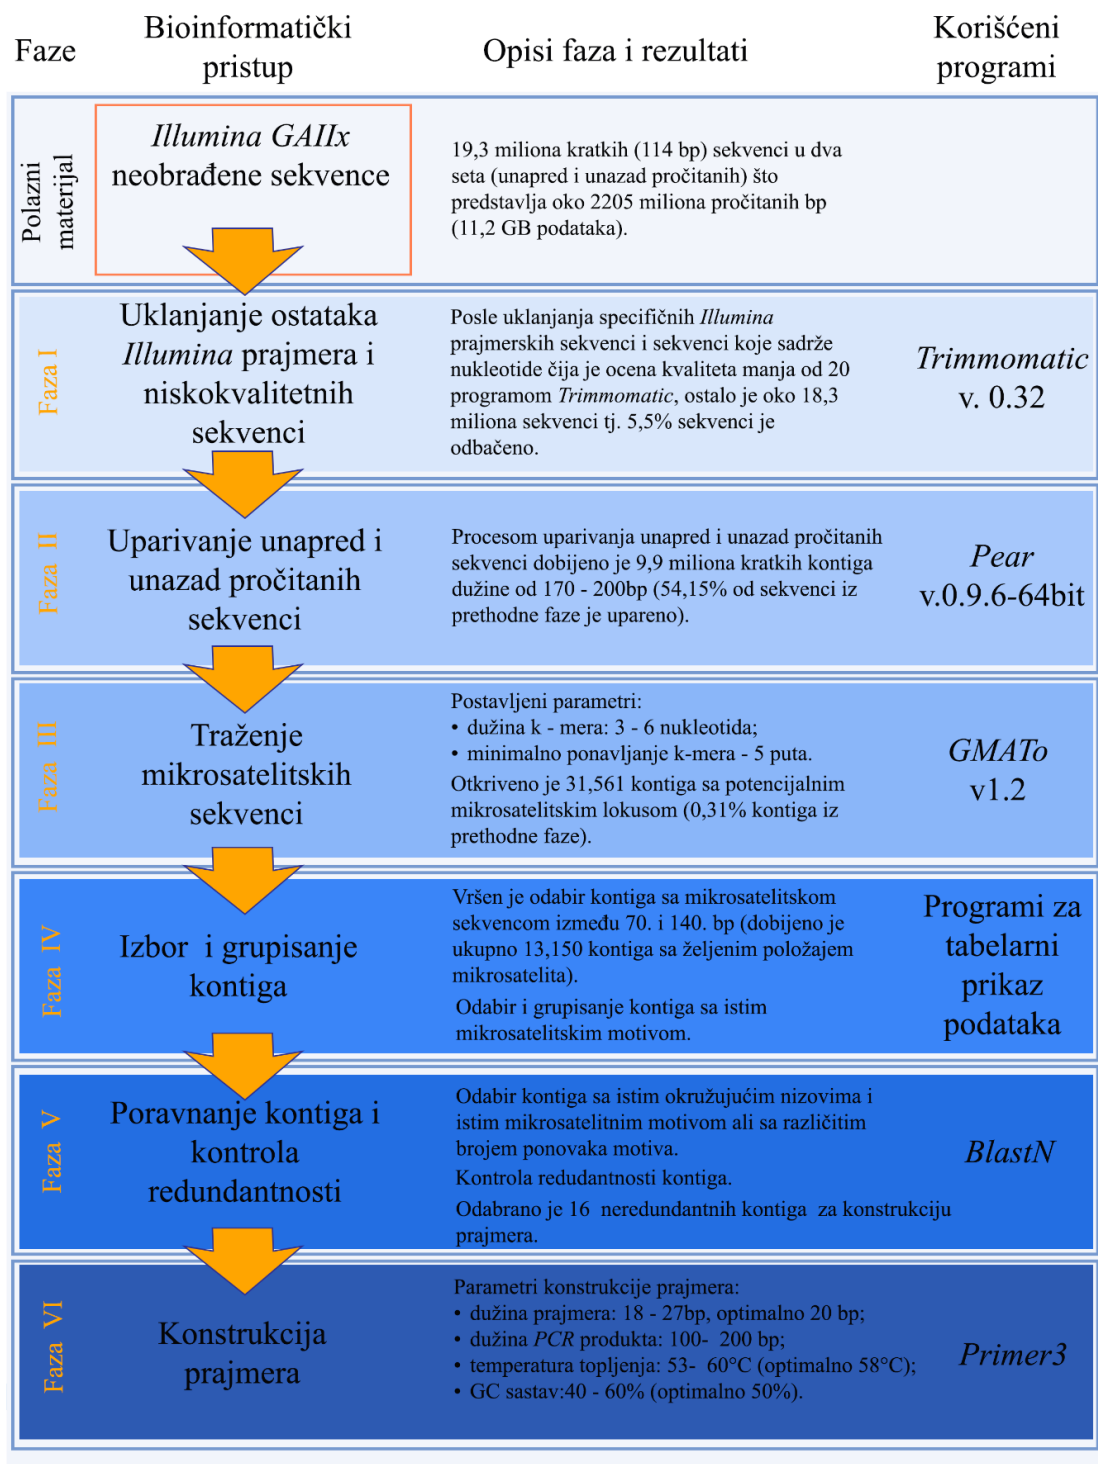 Faze
Bioinformatički
pristup
Opisi faza i rezultati
Korišćeni
programi
Polazni
materijal
Illumina GAIIx
neobrađene sekvence
19,3 miliona kratkih (114 bp) sekvenci u dva
seta (unapred i unazad pročitanih) što
predstavlja oko 2205 miliona pročitanih bp
(11,2 GB podataka).
Faza I
Uklanjanje ostataka
Illumina prajmera i
niskokvalitetnih
sekvenci
Posle uklanjanja specifičnih Illumina
prajmerskih sekvenci i sekvenci koje sadrže
nukleotide čija je ocena kvaliteta manja od 20
programom Trimmomatic, ostalo je oko 18,3
miliona sekvenci tj. 5,5% sekvenci je
odbačeno.
Trimmomatic
v. 0.32
Faza II
Uparivanje unapred i
unazad pročitanih
sekvenci
Procesom uparivanja unapred i unazad pročitanih
sekvenci dobijeno je 9,9 miliona kratkih kontiga
dužine od 170 - 200bp (54,15% od sekvenci iz
prethodne faze je upareno).
Pear
v.0.9.6-64bit
Faza III
Traženje
mikrosatelitskih
sekvenci
Postavljeni parametri:
• dužina k - mera: 3 - 6 nukleotida;
• minimalno ponavljanje k-mera - 5 puta.
Otkriveno je 31,561 kontiga sa potencijalnim
mikrosatelitskim lokusom (0,31% kontiga iz
prethodne faze).
GMATo
v1.2
Faza IV
Izbor i grupisanje
kontiga
Vršen je odabir kontiga sa mikrosatelitskom
sekvencom između 70. i 140. bp (dobijeno je
ukupno 13,150 kontiga sa željenim položajem
mikrosatelita).
Odabir i grupisanje kontiga sa istim
mikrosatelitskim motivom.
Programi za
tabelarni
prikaz
podataka
Faza V
Poravnanje kontiga i
kontrola
redundantnosti
Odabir kontiga sa istim okružujućim nizovima i
istim mikrosatelitnim motivom ali sa različitim
brojem ponovaka motiva.
Kontrola redudantnosti kontiga.
Odabrano je 16 neredundantnih kontiga za konstrukciju
prajmera.
BlastN
Faza VI
Konstrukcija
prajmera
Parametri konstrukcije prajmera:
• dužina prajmera: 18 - 27bp, optimalno 20 bp;
• dužina PCR produkta: 100- 200 bp;
• temperatura topljenja: 53- 60°C (optimalno 58°C);
• GC sastav:40 - 60% (optimalno 50%).
Primer3